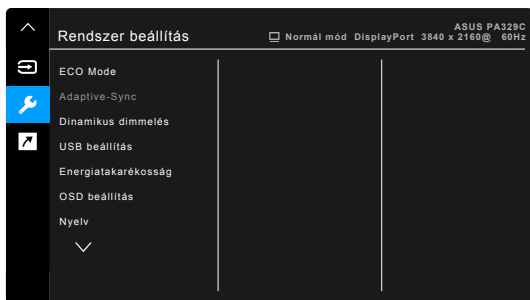 ASUS PA329C
Rendszer beállítás
Normál mód DisplayPort 3840 x 2160@ 60Hz
ECO Mode
Adaptive-Sync
Dinamikus dimmelés
USB beállítás
Energiatakarékosság
OSD beállítás
Nyelv